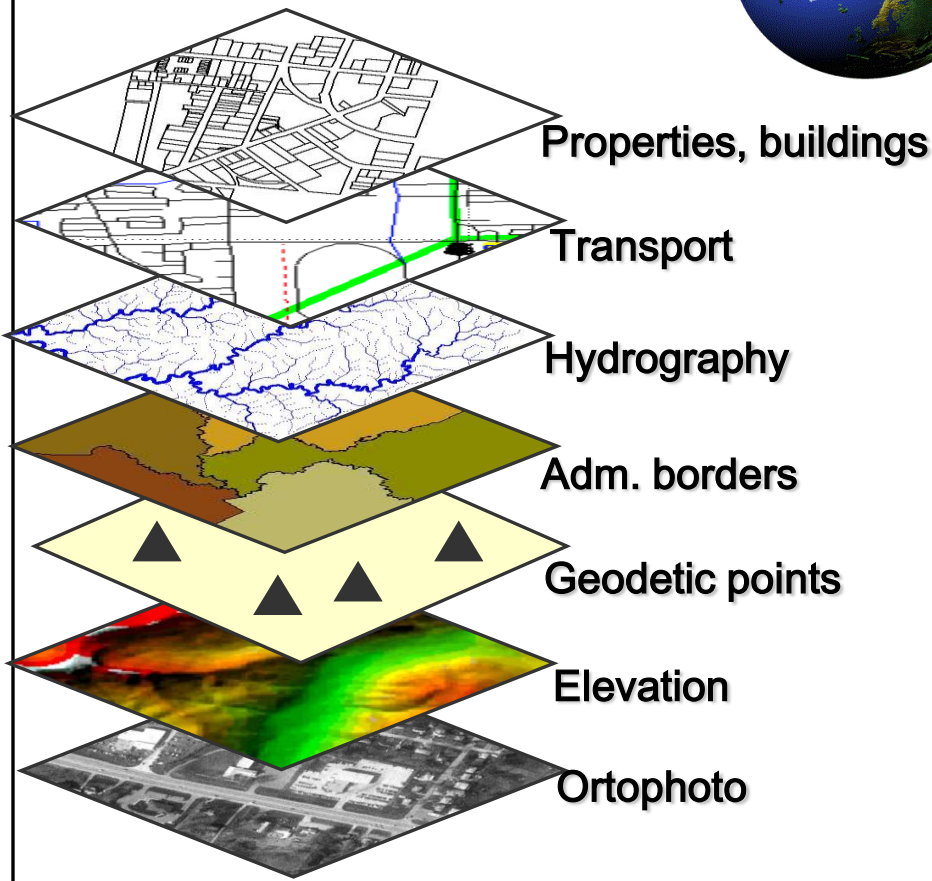 Properties, buildings
Transport
Hydrography
Adm. borders
Geodetic points
Elevation
Ortophoto